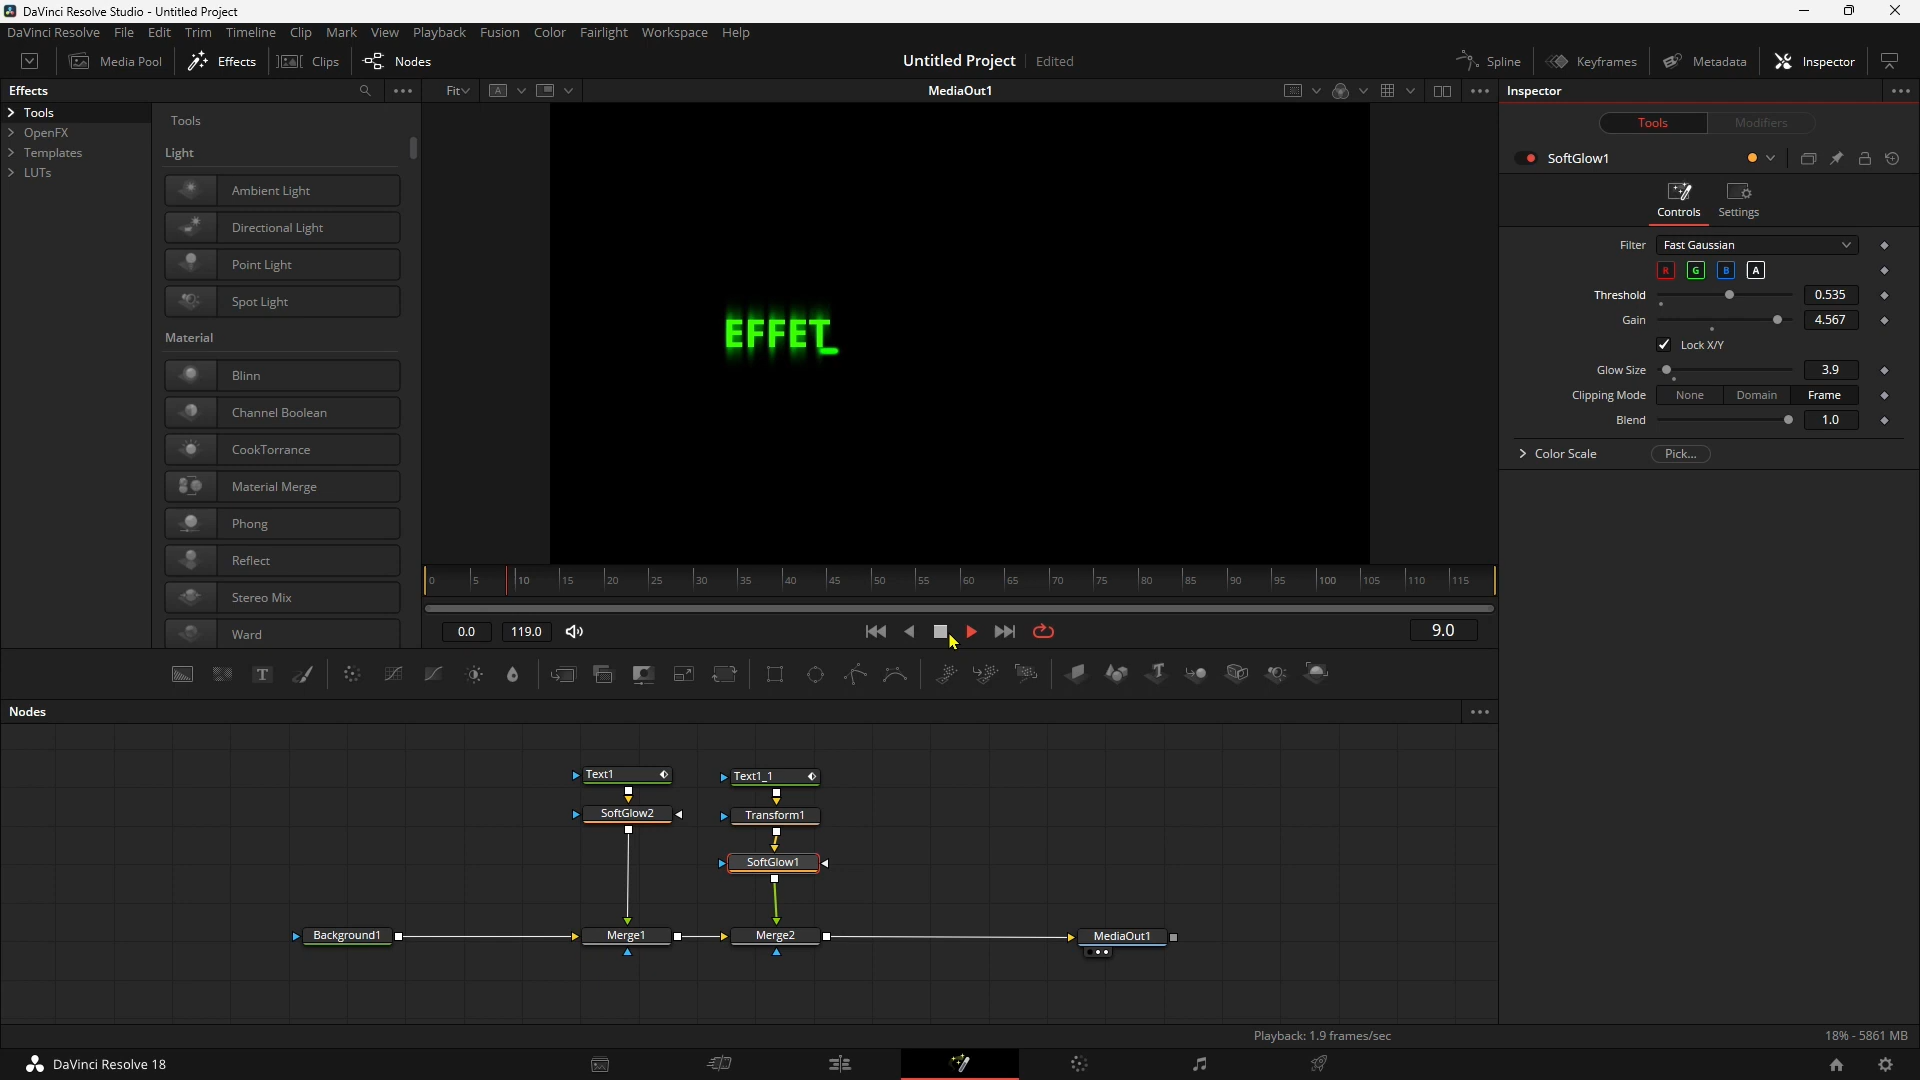 DaVinci Resolve Studio - Untitled Project
DaVinci Resolve File Edit Trim Timeline Clip Mark View Playback Fusion Color Fairlight Workspace Help
Media Pool Effects Clips Nodes Untitled Project Edited Spline Keyframes Metadata Inspector
Effects Fit A MediaOut1 Inspector
Tools
OpenFX
Templates
LUTs
Tools
Light
Ambient Light
Directional Light
Point Light
Spot Light
Material
Blinn
Channel Boolean
CookTorrance
Material Merge
Phong
Reflect
Stereo Mix
Ward
EFFET_
0 5 10 15 20 25 30 35 40 45 50 55 60 65 70 75 80 85 90 95 100 105 110 115
0.0 119.0 9.0
Tools Modifiers
SoftGlow1
Controls Settings
Filter Fast Gaussian
R G B A
Threshold 0.535
Gain 4.567
Lock X/Y
Glow Size 3.9
Clipping Mode None Domain Frame
Blend 1.0
Color Scale Pick...
T T
Nodes
Text1 Text1_1
SoftGlow2 Transform1
SoftGlow1
Background1 Merge1 Merge2 MediaOut1
Playback: 1.9 frames/sec 18% - 5861 MB
DaVinci Resolve 18